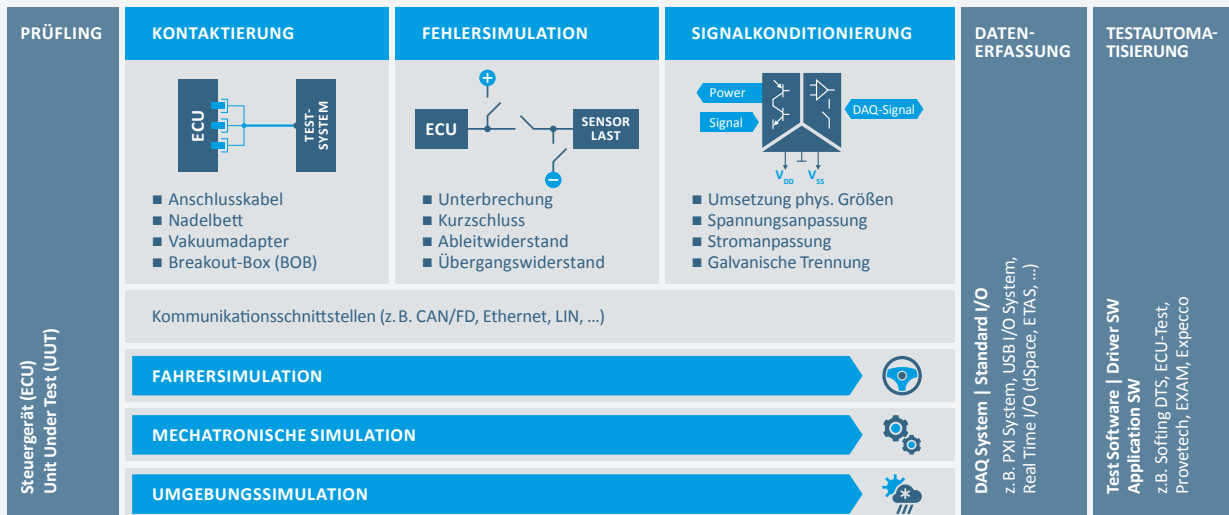 PRÜFLING
Steuergerät (ECU)
Unit Under Test (UUT)
KONTAKTIERUNG
ECU
TEST-
SYSTEM
■ Anschlusskabel
■ Nadelbett
■ Vakuumadapter
■ Breakout-Box (BOB)
FEHLERSIMULATION
ECU
SENSOR
LAST
■ Unterbrechung
■ Kurzschluss
■ Ableitwiderstand
■ Übergangswiderstand
SIGNALKONDITIONIERUNG
Power
Signal
DAQ-Signal
VDD
VSS
■ Umsetzung phys. Größen
■ Spannungsanpassung
■ Stromanpassung
■ Galvanische Trennung
Kommunikationsschnittstellen (z. B. CAN/FD, Ethernet, LIN, ...)
FAHRERSIMULATION
MECHATRONISCHE SIMULATION
UMGEBUNGSSIMULATION
DATEN-
ERFASSUNG
DAQ System | Standard I/O
z. B. PXI System, USB I/O System,
Real Time I/O (dSpace, ETAS, ...)
TESTAUTOMA-
TISIERUNG
Test Software | Driver SW
Application SW
z.B. Softing DTS, ECU-Test,
Provetech, EXAM, Expecco